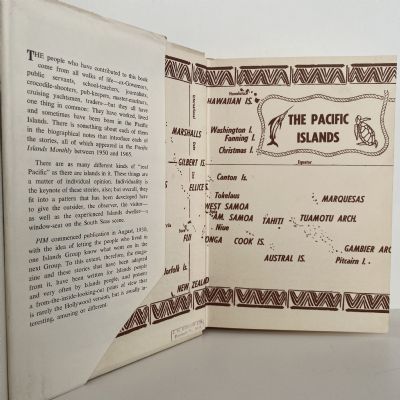 THE people who have contributed to this book
come from all walks of life—ex-Governors,
public servants, school-teachers, journalists,
crocodile-shooters, pub-keepers, master-mariners,
cruising yachtsmen, traders—but they all have
one thing in common: They have worked, lived
and sometimes have been born in the Pacific
Islands. There is something about each of them
in the biographical notes that introduce each of
the stories, all of which appeared in the Pacific
Islands Monthly between 1930 and 1965.
There are as many different kinds of "real
Pacific" as there are islands in it. These things are
a matter of individual opinion. Individuality is
the keynote of these stories, also; but overall, they
fit into a pattern that has been developed here
to give the outsider, the observer, the visitor—
as well as the experienced Islands dweller—a
window-seat on the South Seas scene.
PIM commenced publication in August, 1930,
with the idea of letting the people who lived in
one Islands Group know what went on in the
next Group. To this extent, therefore, the maga-
zine and these stories that have been adapted
from it, have been written for Islands people
and very often by Islands people, and present
a from-the-inside-looking-out point of view that
is rarely the Hollywood version, but is usually in-
teresting, amusing or different.
MARSHALLS
GILBERT IS.
ELLICE IS.
FIJI
TONGA
Norfolk Is.
NEW ZEALAND
Honolulu
HAWAIIAN IS.
THE PACIFIC
ISLANDS
Washington I.
Fanning I.
Christmas I.
Equator
Canton Is.
Tokelaus
WEST SAMOA
AM. SAMOA
Niue
MARQUESAS
TAHITI
TUAMOTU ARCH.
COOK IS.
AUSTRAL IS.
GAMBIER ARCH
Pitcairn I.